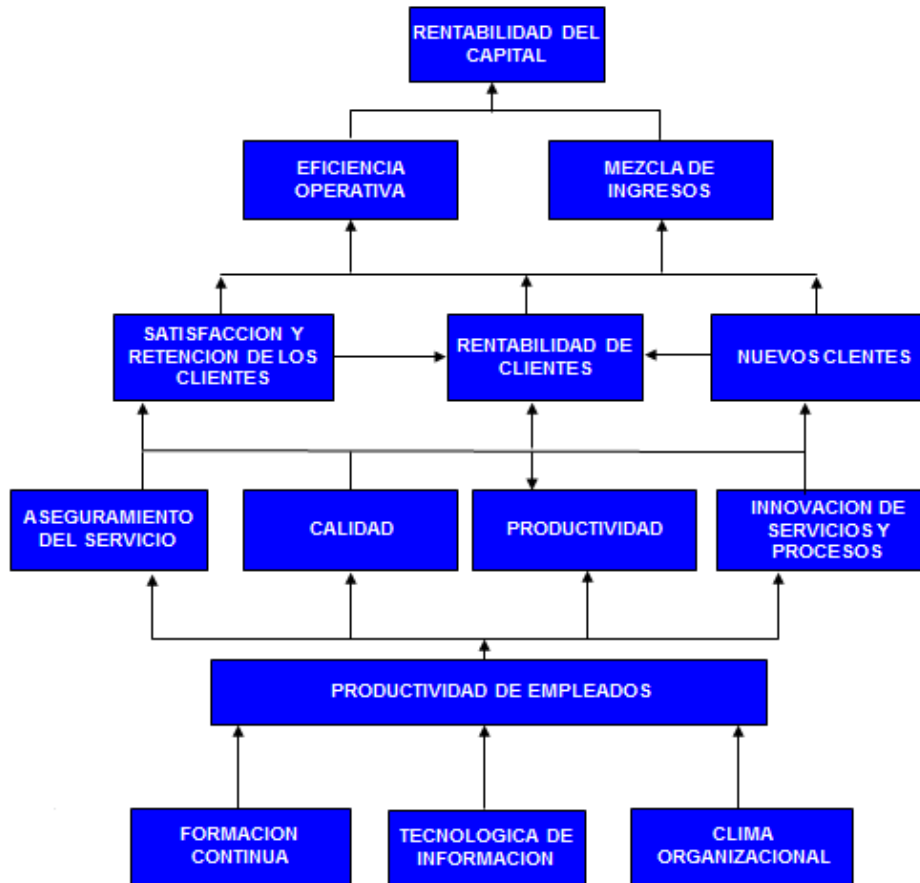 RENTABILIDAD DEL
CAPITAL
EFICIENCIA
OPERATIVA
MEZCLA DE
INGRESOS
SATISFACCION Y
RETENCION DE LOS
CLIENTES
RENTABILIDAD DE
CLIENTES
NUEVOS CLENTES
ASEGURAMIENTO
DEL SERVICIO
CALIDAD
PRODUCTIVIDAD
INNOVACION DE
SERVICIOS Y
PROCESOS
PRODUCTIVIDAD DE EMPLEADOS
FORMACION
CONTINUA
TECNOLOGICA DE
INFORMACION
CLIMA
ORGANIZACIONAL